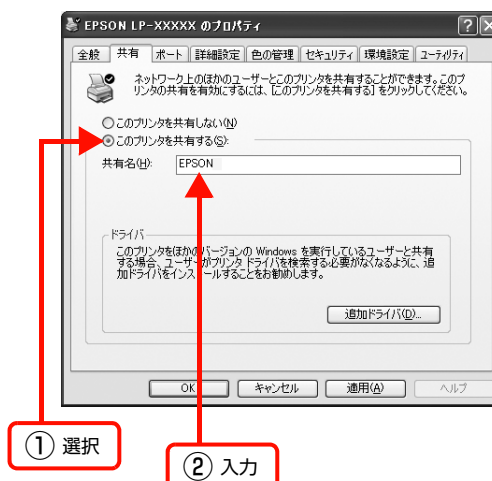 EPSON LP-XXXXX のプロパティ
全般 共有 ポート 詳細設定 色の管理 セキュリティ 環境設定 ユーティリティ
ネットワーク上のほかのユーザーとこのプリンタを共有することができます。このプ
リンタの共有を有効にするには、[このプリンタを共有する] をクリックしてください。
このプリンタを共有しない(N)
このプリンタを共有する(S):
共有名(H): EPSON
ドライバ
このプリンタをほかのバージョンの Windows を実行しているユーザーと共有
する場合、ユーザーがプリンタ ドライバを検索する必要がなくなるように、追
加ドライバをインストールすることをお勧めします。
追加ドライバ(D)...
OK キャンセル 適用(A) ヘルプ
① 選択
② 入力